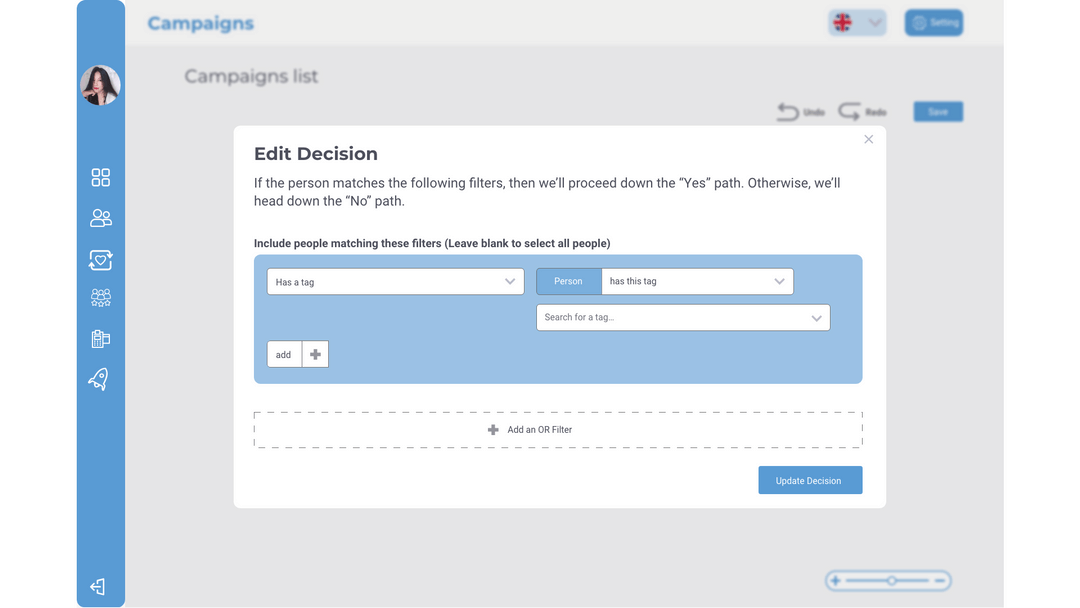 Campaigns
Setting
Campaigns list
Undo
Redo
Save
Edit Decision
If the person matches the following filters, then we’ll proceed down the “Yes” path. Otherwise, we’ll
head down the “No” path.
Include people matching these filters (Leave blank to select all people)
Has a tag
Person
has this tag
Search for a tag...
add
Add an OR Filter
Update Decision